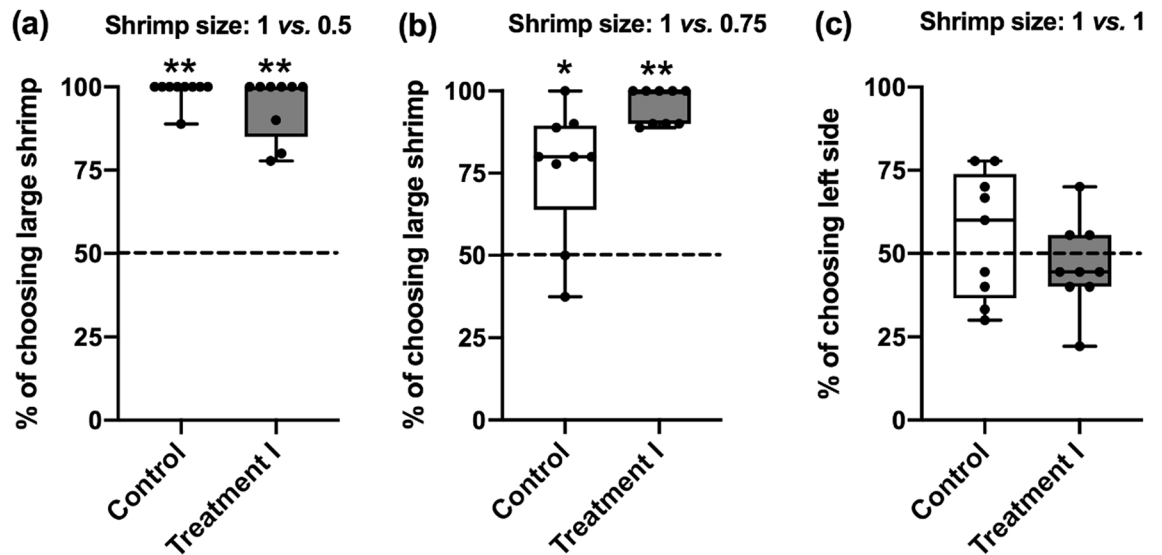 (a) Shrimp size: 1 vs. 0.5
% of choosing large shrimp
** **
100
75
50
25
0
Control
Treatment I
(b) Shrimp size: 1 vs. 0.75
% of choosing large shrimp
* **
100
75
50
25
0
Control
Treatment I
(c) Shrimp size: 1 vs. 1
% of choosing left side
100
75
50
25
0
Control
Treatment I